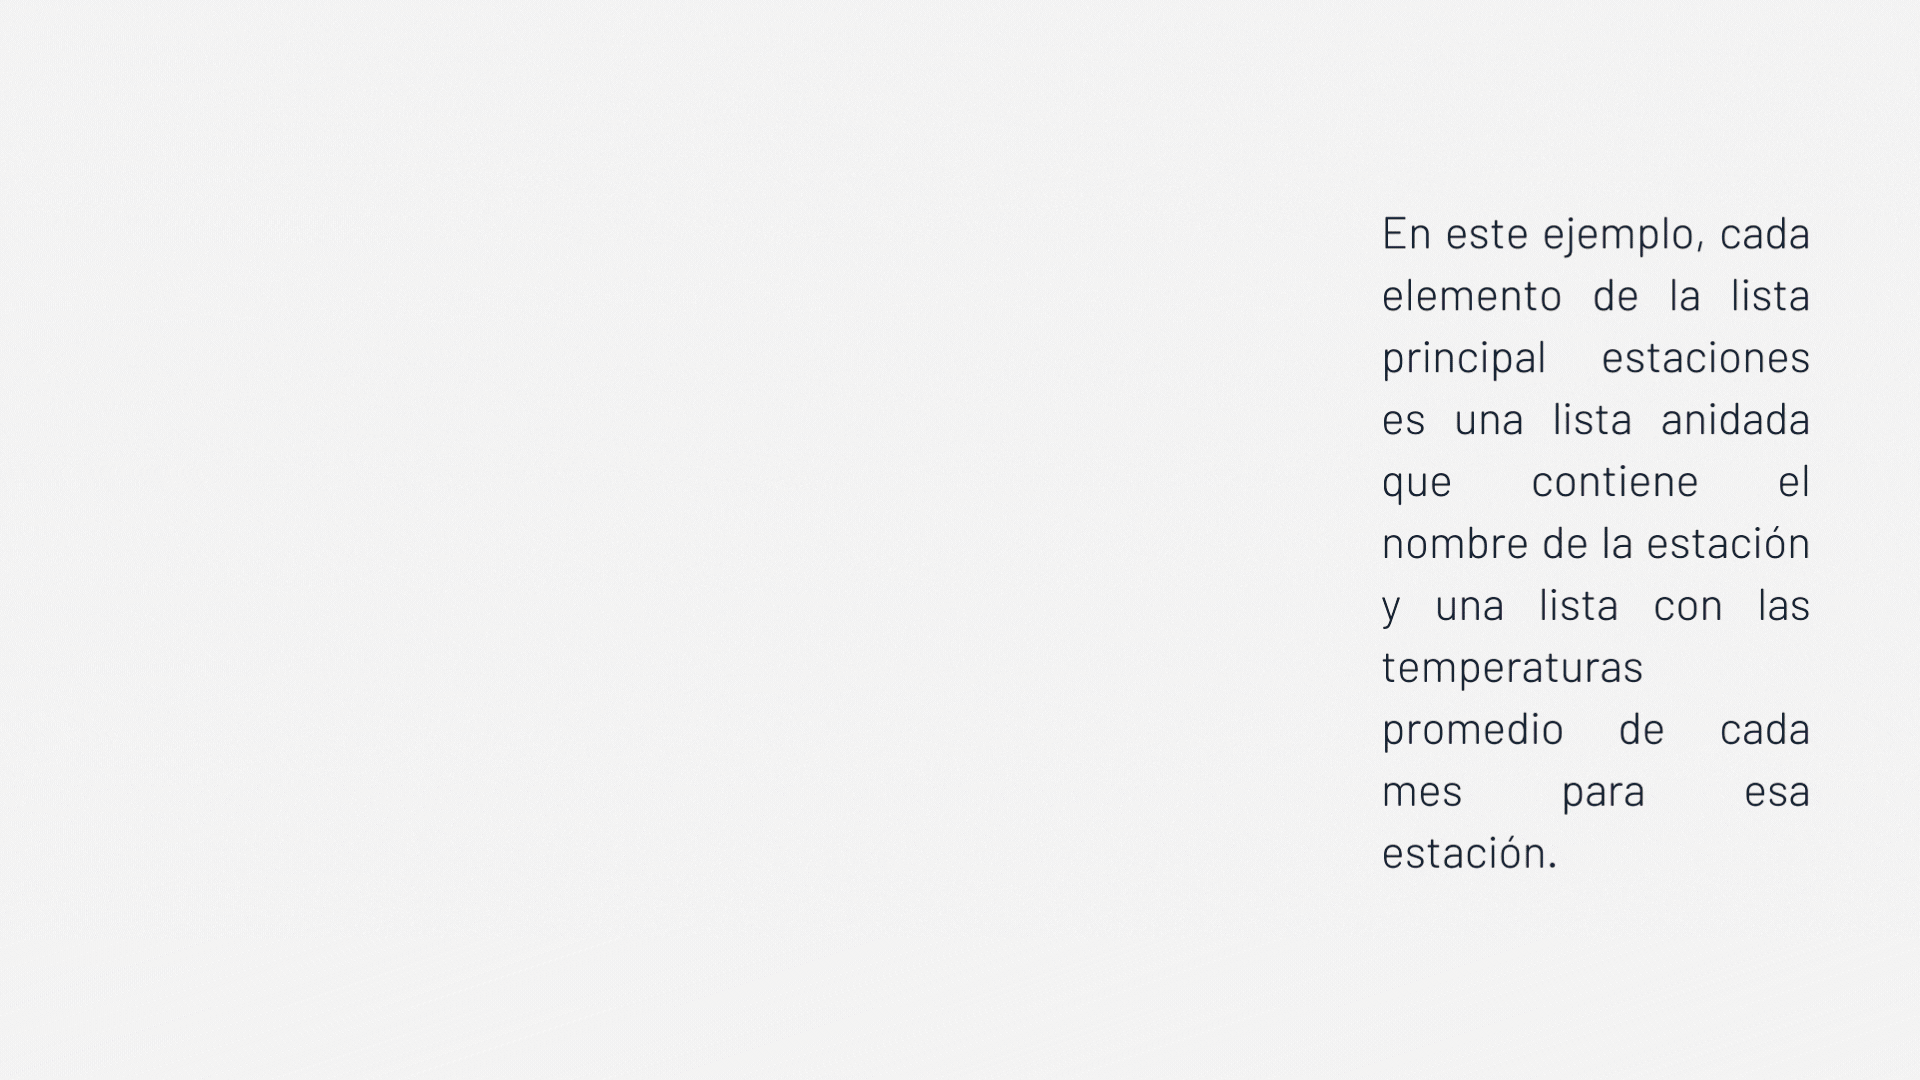 En este ejemplo, cada
elemento de la lista
principal estaciones
es una lista anidada
que contiene el
nombre de la estación
y una lista con las
temperaturas
promedio de cada
mes para esa
estación.